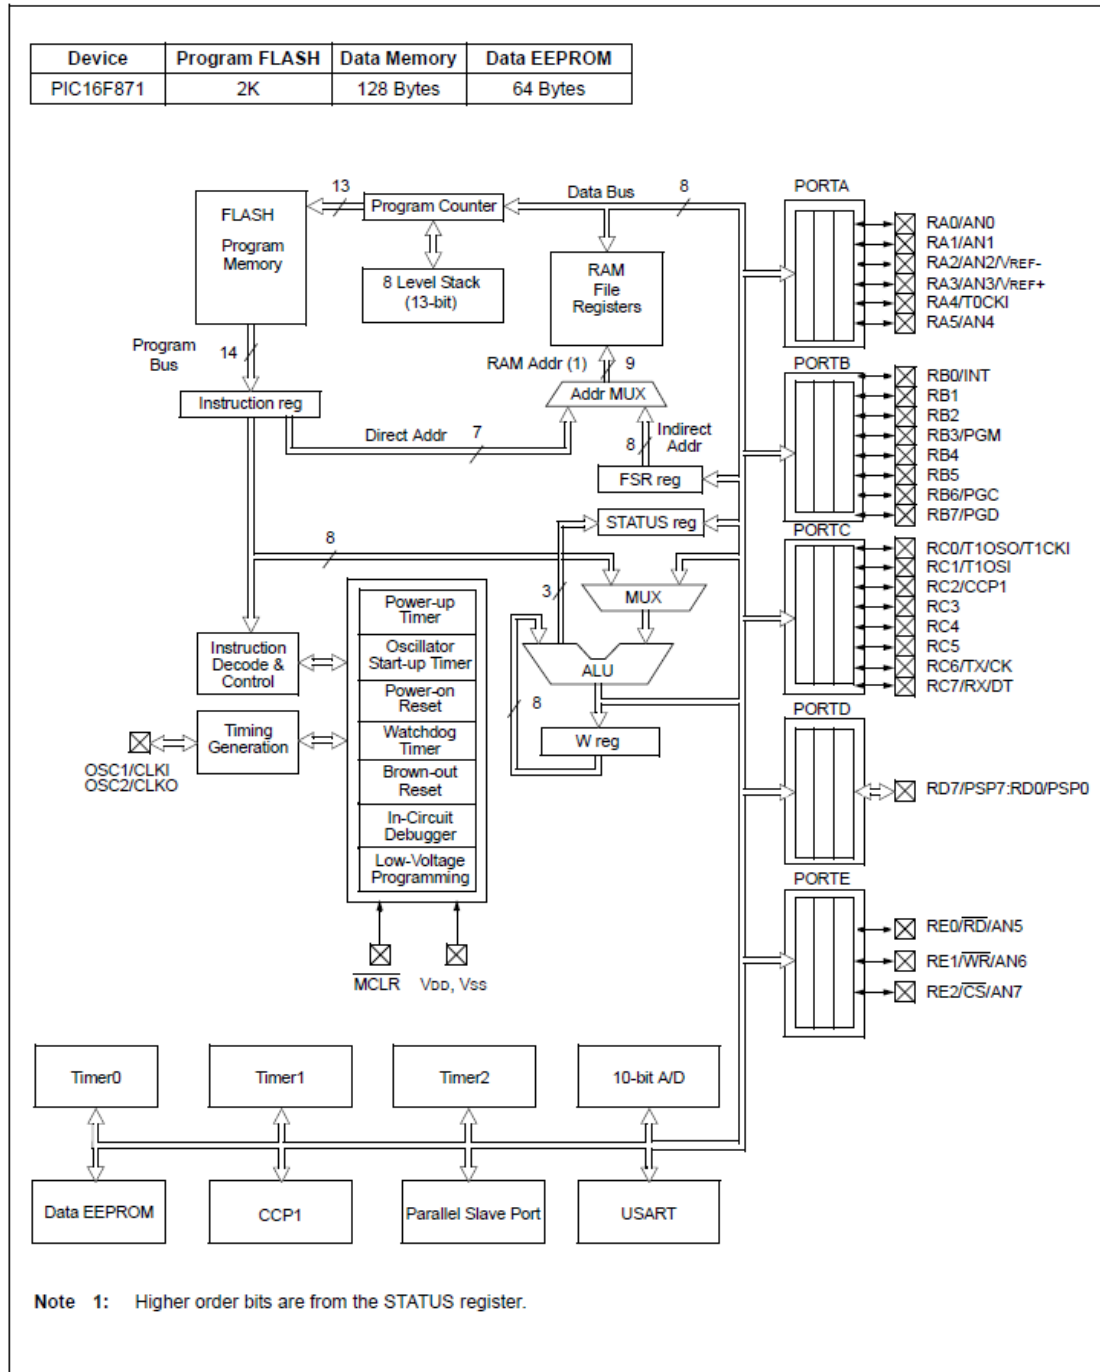 Device Program FLASH Data Memory Data EEPROM
PIC16F871 2K 128 Bytes 64 Bytes
FLASH
Program
Memory
13
Program Counter
8 Level Stack
(13-bit)
Data Bus
8
RAM
File
Registers
Program
Bus
14
Instruction reg
RAM Addr (1)
9
Addr MUX
Direct Addr
7
Indirect
Addr
8
FSR reg
STATUS reg
8
3
MUX
ALU
8
W reg
Instruction
Decode &
Control
Timing
Generation
OSC1/CLKI
OSC2/CLKO
Power-up
Timer
Oscillator
Start-up Timer
Power-on
Reset
Watchdog
Timer
Brown-out
Reset
In-Circuit
Debugger
Low-Voltage
Programming
MCLR
VDD, VSS
PORTA
RA0/AN0
RA1/AN1
RA2/AN2/VREF-
RA3/AN3/VREF+
RA4/T0CKI
RA5/AN4
PORTB
RB0/INT
RB1
RB2
RB3/PGM
RB4
RB5
RB6/PGC
RB7/PGD
PORTC
RC0/T1OSO/T1CKI
RC1/T1OSI
RC2/CCP1
RC3
RC4
RC5
RC6/TX/CK
RC7/RX/DT
PORTD
RD7/PSP7:RD0/PSP0
PORTE
RE0/RD/AN5
RE1/WR/AN6
RE2/CS/AN7
Timer0
Timer1
Timer2
10-bit A/D
Data EEPROM
CCP1
Parallel Slave Port
USART
Note 1: Higher order bits are from the STATUS register.